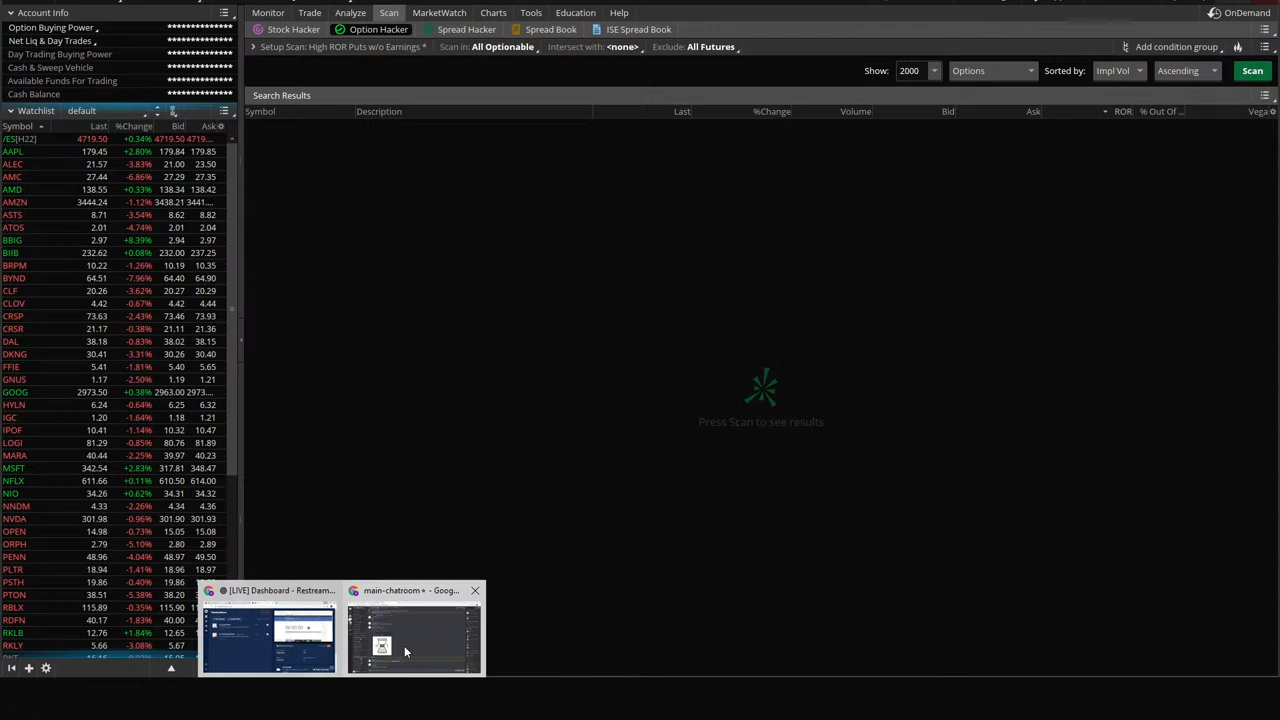 Account Info
Option Buying Power **************
Net Liq & Day Trades **************
Day Trading Buying Power **************
Cash & Sweep Vehicle **************
Available Funds For Trading **************
Cash Balance **************
Watchlist default
Symbol Last %Change Bid Ask
/ES[H22] 4719.50 +0.34% 4719.50 4719....
AAPL 179.45 +2.80% 179.84 179.85
ALEC 21.57 -3.83% 21.00 23.50
AMC 27.44 -6.86% 27.29 27.35
AMD 138.55 +0.33% 138.34 138.42
AMZN 3444.24 -1.12% 3438.21 3441....
ASTS 8.71 -3.54% 8.62 8.82
ATOS 2.01 -4.74% 2.01 2.04
BBIG 2.97 +8.39% 2.94 2.97
BIIB 232.62 +0.08% 232.00 237.25
BRPM 10.22 -1.26% 10.19 10.35
BYND 64.51 -7.96% 64.40 64.90
CLF 20.26 -3.62% 20.27 20.29
CLOV 4.42 -0.67% 4.42 4.44
CRSP 73.63 -2.43% 73.46 73.93
CRSR 21.17 -0.38% 21.11 21.36
DAL 38.18 -0.83% 38.02 38.15
DKNG 30.41 -3.31% 30.26 30.40
FFIE 5.41 -1.81% 5.40 5.65
GNUS 1.17 -2.50% 1.19 1.21
GOOG 2973.50 +0.38% 2963.00 2973....
HYLN 6.24 -0.64% 6.25 6.32
IGC 1.20 -1.64% 1.18 1.21
IPOF 10.41 -1.14% 10.32 10.47
LOGI 81.29 -0.85% 80.76 81.89
MARA 40.44 -2.25% 39.97 40.23
MSFT 342.54 +2.83% 317.81 348.47
NFLX 611.66 +0.11% 610.50 614.00
NIO 34.26 +0.62% 34.31 34.32
NNDM 4.33 -2.26% 4.34 4.36
NVDA 301.98 -0.96% 301.90 301.93
OPEN 14.98 -0.73% 15.05 15.08
ORPH 2.79 -5.10% 2.80 2.89
PENN 48.96 -4.04% 48.97 49.50
PLTR 18.94 -1.41% 18.96 18.96
PSTH 19.86 -0.40% 19.86
PTON 38.51 -5.38% 38.20
RBLX 115.89 -0.35% 115.90
RDFN 40.17 -1.83% 40.00
RKLB 12.76 +1.84% 12.65
RKLY 5.66 -3.08% 5.67
Monitor Trade Analyze Scan MarketWatch Charts Tools Education Help OnDemand
Stock Hacker Option Hacker Spread Hacker Spread Book ISE Spread Book
Setup Scan: High ROR Puts w/o Earnings * Scan in: All Optionable Intersect with: <none> Exclude: All Futures Add condition group
Show: 2000 Options Sorted by: Impl Vol Ascending Scan
Search Results
Symbol Description Last %Change Volume Bid Ask ROR % Out Of ... Vega
Press Scan to see results
[LIVE] Dashboard - Restream...
main-chatroom - Goog...